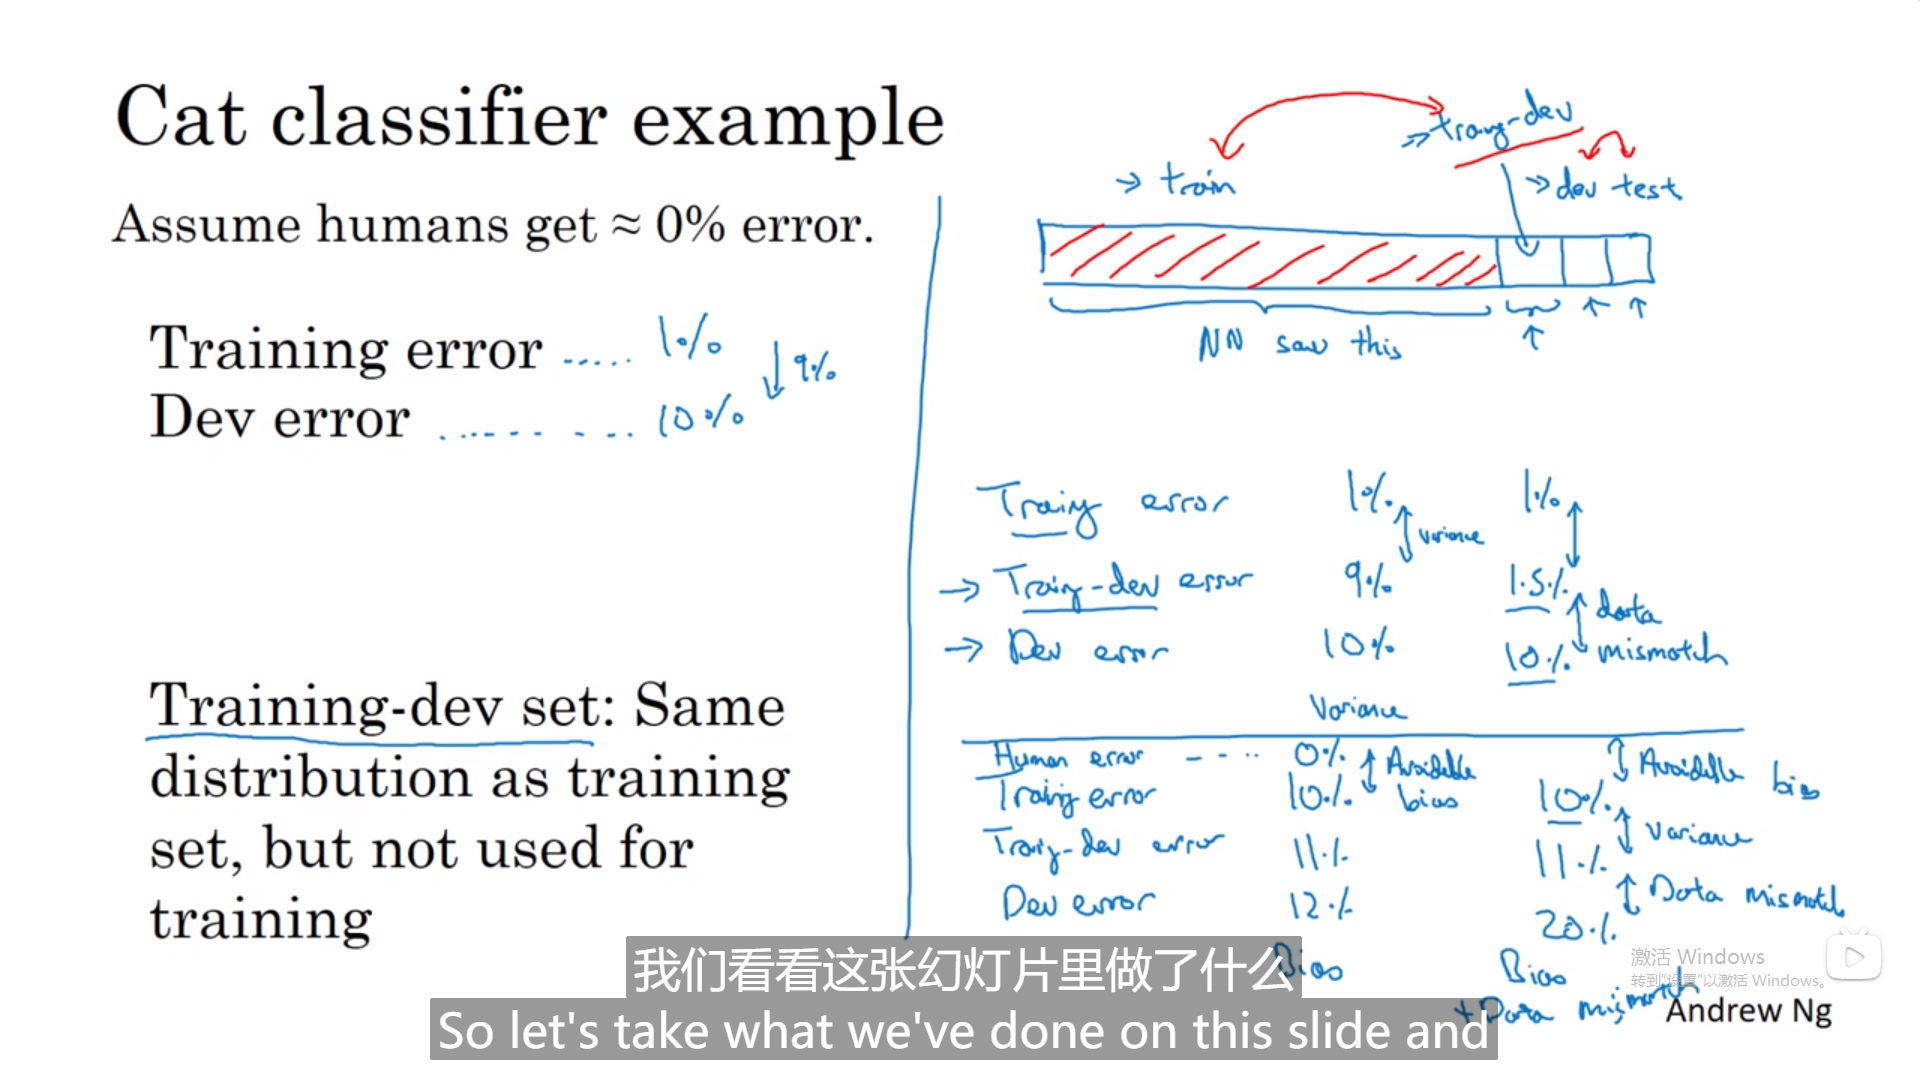 Cat classifier example
Assume humans get ≈ 0% error.
Training error ..... 1%
↓ 9%
Dev error ......... 10%
Training-dev set: Same
distribution as training
set, but not used for
training
→ train
⇒ traing-dev
→ dev test
NN saw this
Traing error 1% 1%
variance
→ Traing-dev error 9% 1.5%
data
mismatch
→ Dev error 10% 10%
Variance
Human error ---.. 0% Avoidable bias Avoidable bias
Traing error 10% 10%
Variance
Traing-dev error 11% 11%
Data mismatch
Dev error 12% 20%
Bias Bias
+ Data mismatch
激活 Windows
转到“设置”以激活 Windows。
Andrew Ng
我们看看这张幻灯片里做了什么
So let's take what we've done on this slide and